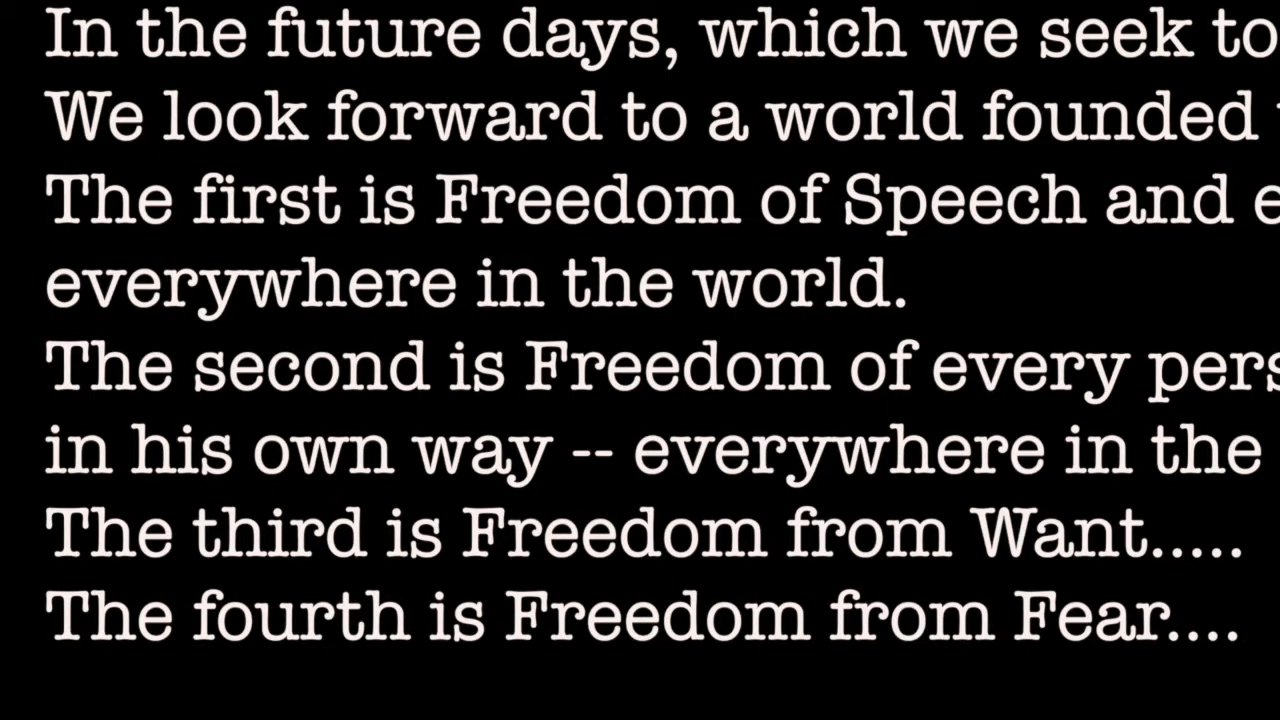 In the future days, which we seek to
We look forward to a world founded
The first is Freedom of Speech and
everywhere in the world.
The second is Freedom of every
in his own way -- everywhere in the
The third is Freedom from Want.....
The fourth is Freedom from Fear....